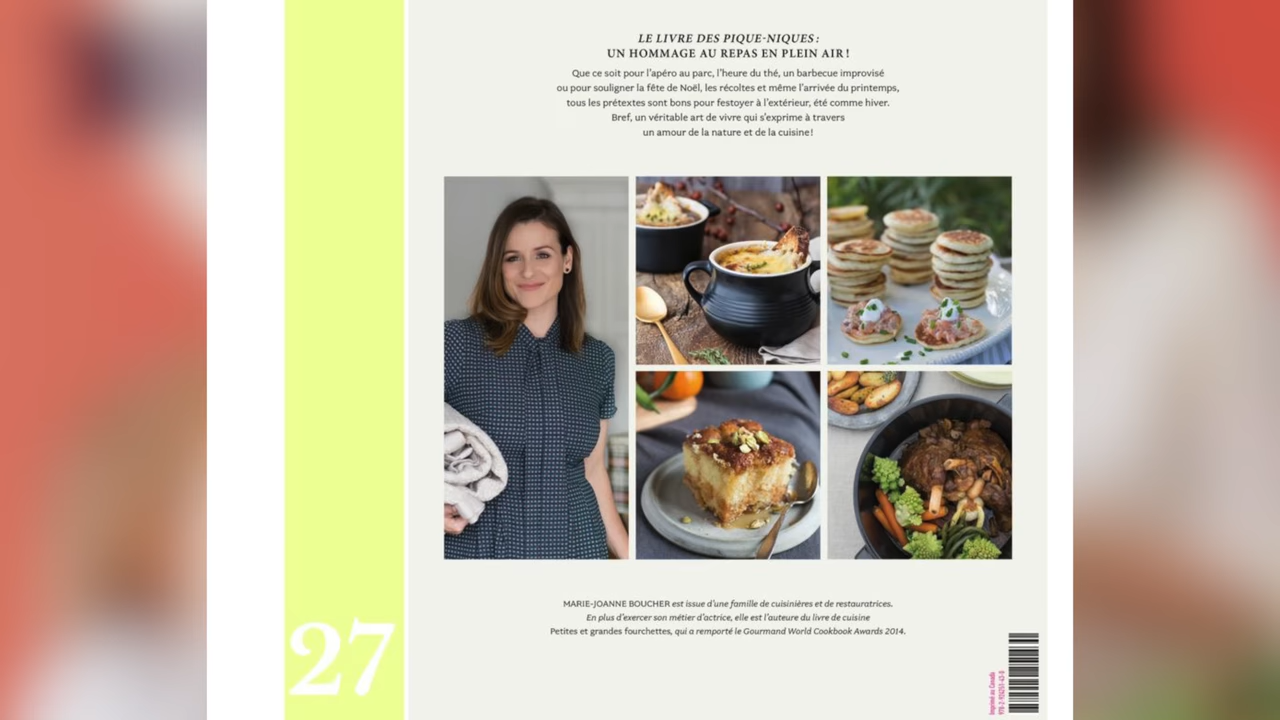 LE LIVRE DES PIQUE-NIQUES :
UN HOMMAGE AU REPAS EN PLEIN AIR !
Que ce soit pour l'apéro au parc, l'heure du thé, un barbecue improvisé
ou pour souligner la fête de Noël, les récoltes et même l'arrivée du printemps,
tous les prétextes sont bons pour festoyer à l'extérieur, été comme hiver.
Bref, un véritable art de vivre qui s'exprime à travers
un amour de la nature et de la cuisine !
MARIE-JOANNE BOUCHER est issue d'une famille de cuisinières et de restauratrices.
En plus d'exercer son métier d'actrice, elle est l'auteure du livre de cuisine
Petites et grandes fourchettes, qui a remporté le Gourmand World Cookbook Awards 2014.
27
Imprimé au Canada